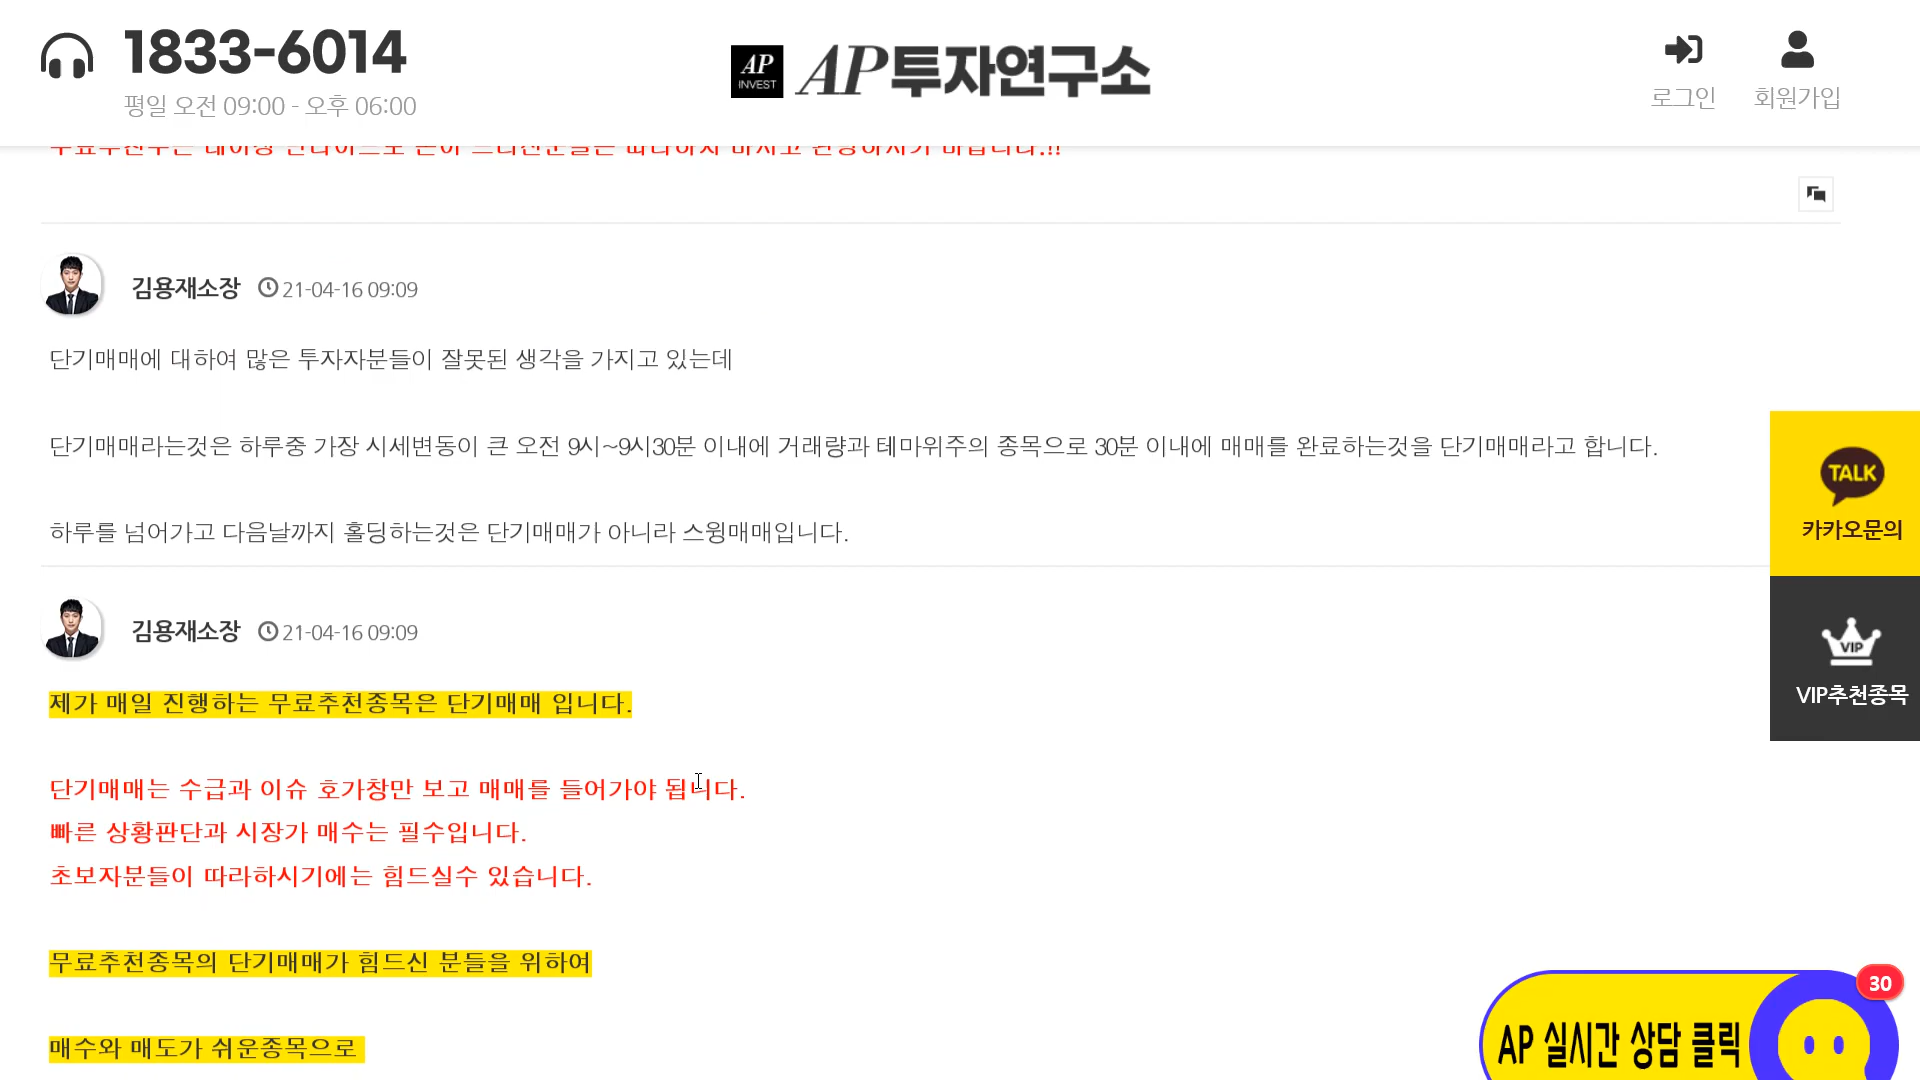 1833-6014
평일 오전 09:00 - 오후 06:00
AP
INVEST
AP투자연구소
로그인
회원가입
김용재소장 21-04-16 09:09
단기매매에 대하여 많은 투자자분들이 잘못된 생각을 가지고 있는데
단기매매라는것은 하루중 가장 시세변동이 큰 오전 9시~9시30분 이내에 거래량과 테마위주의 종목으로 30분 이내에 매매를 완료하는것을 단기매매라고 합니다.
하루를 넘어가고 다음날까지 홀딩하는것은 단기매매가 아니라 스윙매매입니다.
TALK
카카오문의
김용재소장 21-04-16 09:09
VIP
VIP추천종목
제가 매일 진행하는 무료추천종목은 단기매매 입니다.
단기매매는 수급과 이슈 호가창만 보고 매매를 들어가야 됩니다.
빠른 상황판단과 시장가 매수는 필수입니다.
초보자분들이 따라하시기에는 힘드실수 있습니다.
무료추천종목의 단기매매가 힘드신 분들을 위하여
매수와 매도가 쉬운종목으로
30
AP 실시간 상담 클릭